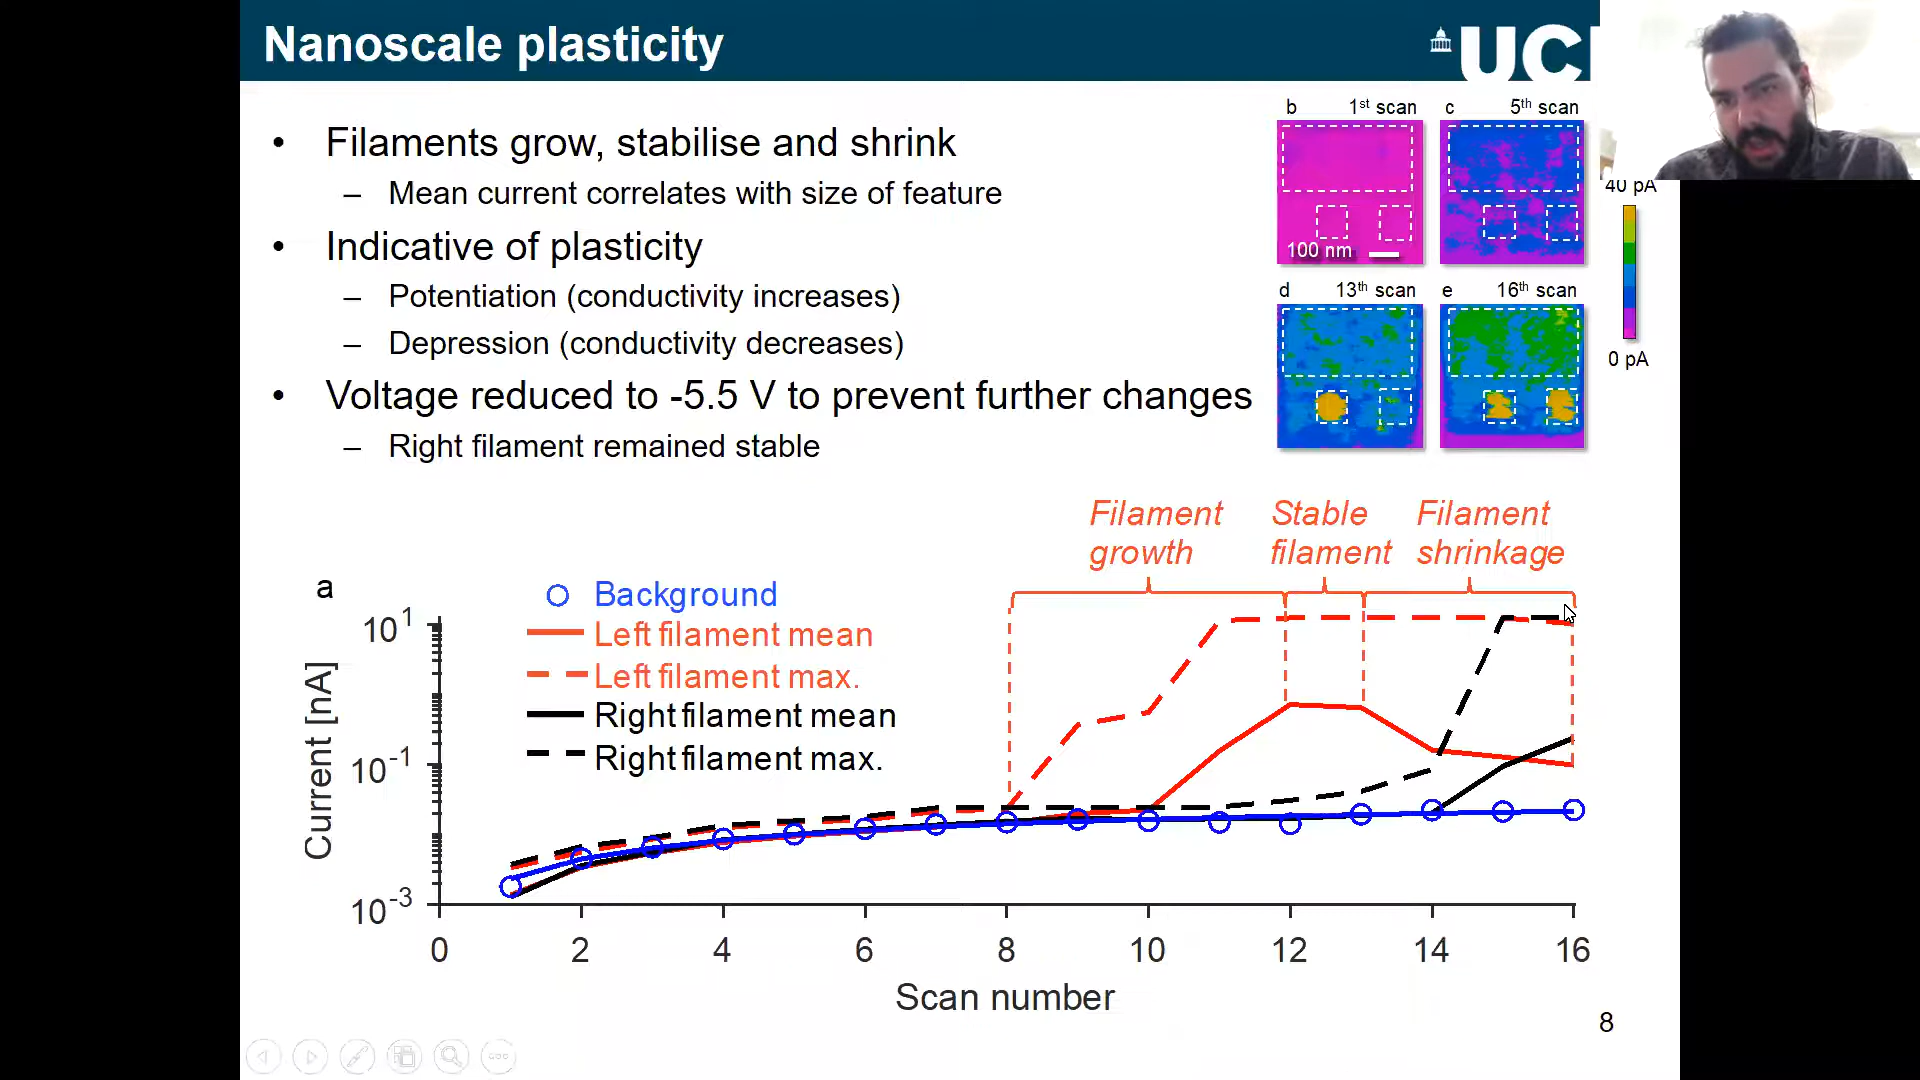 Nanoscale plasticity
UCL
• Filaments grow, stabilise and shrink
– Mean current correlates with size of feature
• Indicative of plasticity
– Potentiation (conductivity increases)
– Depression (conductivity decreases)
• Voltage reduced to -5.5 V to prevent further changes
– Right filament remained stable
b 1st scan
c 5th scan
100 nm
d 13th scan
e 16th scan
40 pA
0 pA
Filament growth
Stable filament
Filament shrinkage
a
Background
Left filament mean
Left filament max.
Right filament mean
Right filament max.
Current [nA]
10^1
10^-1
10^-3
0 2 4 6 8 10 12 14 16
Scan number
8